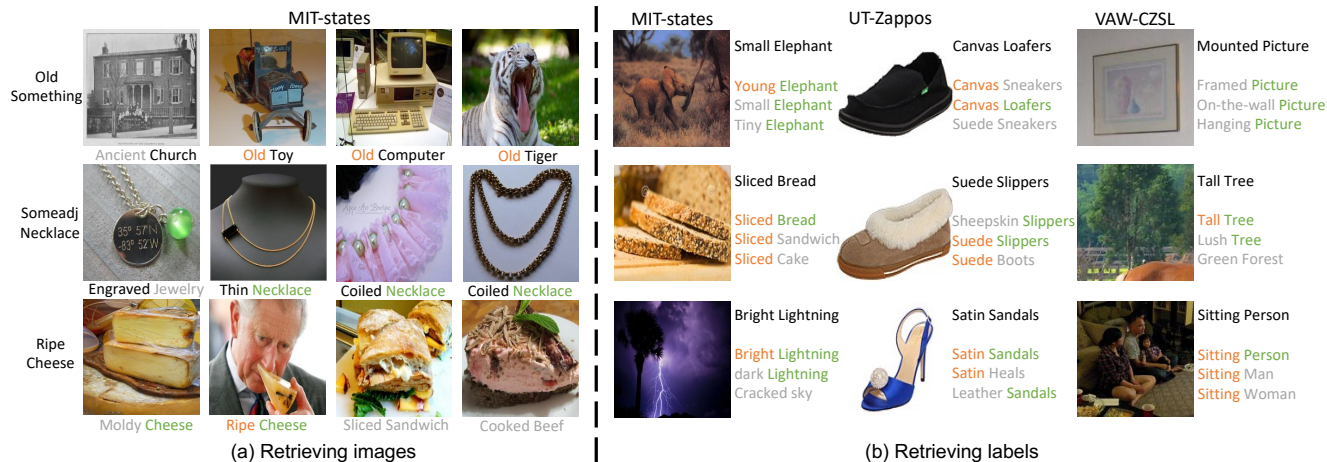 MIT-states
Old
Something
Ancient Church
Old Toy
Old Computer
Old Tiger
Someadj
Necklace
35° 57'N
-83° 52'W
Engraved Jewelry
Thin Necklace
Coiled Necklace
Coiled Necklace
Ripe
Cheese
Moldy Cheese
Ripe Cheese
Sliced Sandwich
Cooked Beef
(a) Retrieving images
MIT-states
UT-Zappos
VAW-CZSL
Small Elephant
Young Elephant
Small Elephant
Tiny Elephant
Canvas Loafers
Canvas Sneakers
Canvas Loafers
Suede Sneakers
Mounted Picture
Framed Picture
On-the-wall Picture
Hanging Picture
Sliced Bread
Sliced Bread
Sliced Sandwich
Sliced Cake
Suede Slippers
Sheepskin Slippers
Suede Slippers
Suede Boots
Tall Tree
Tall Tree
Lush Tree
Green Forest
Bright Lightning
Bright Lightning
dark Lightning
Cracked sky
Satin Sandals
Satin Sandals
Satin Heals
Leather Sandals
Sitting Person
Sitting Person
Sitting Man
Sitting Woman
(b) Retrieving labels